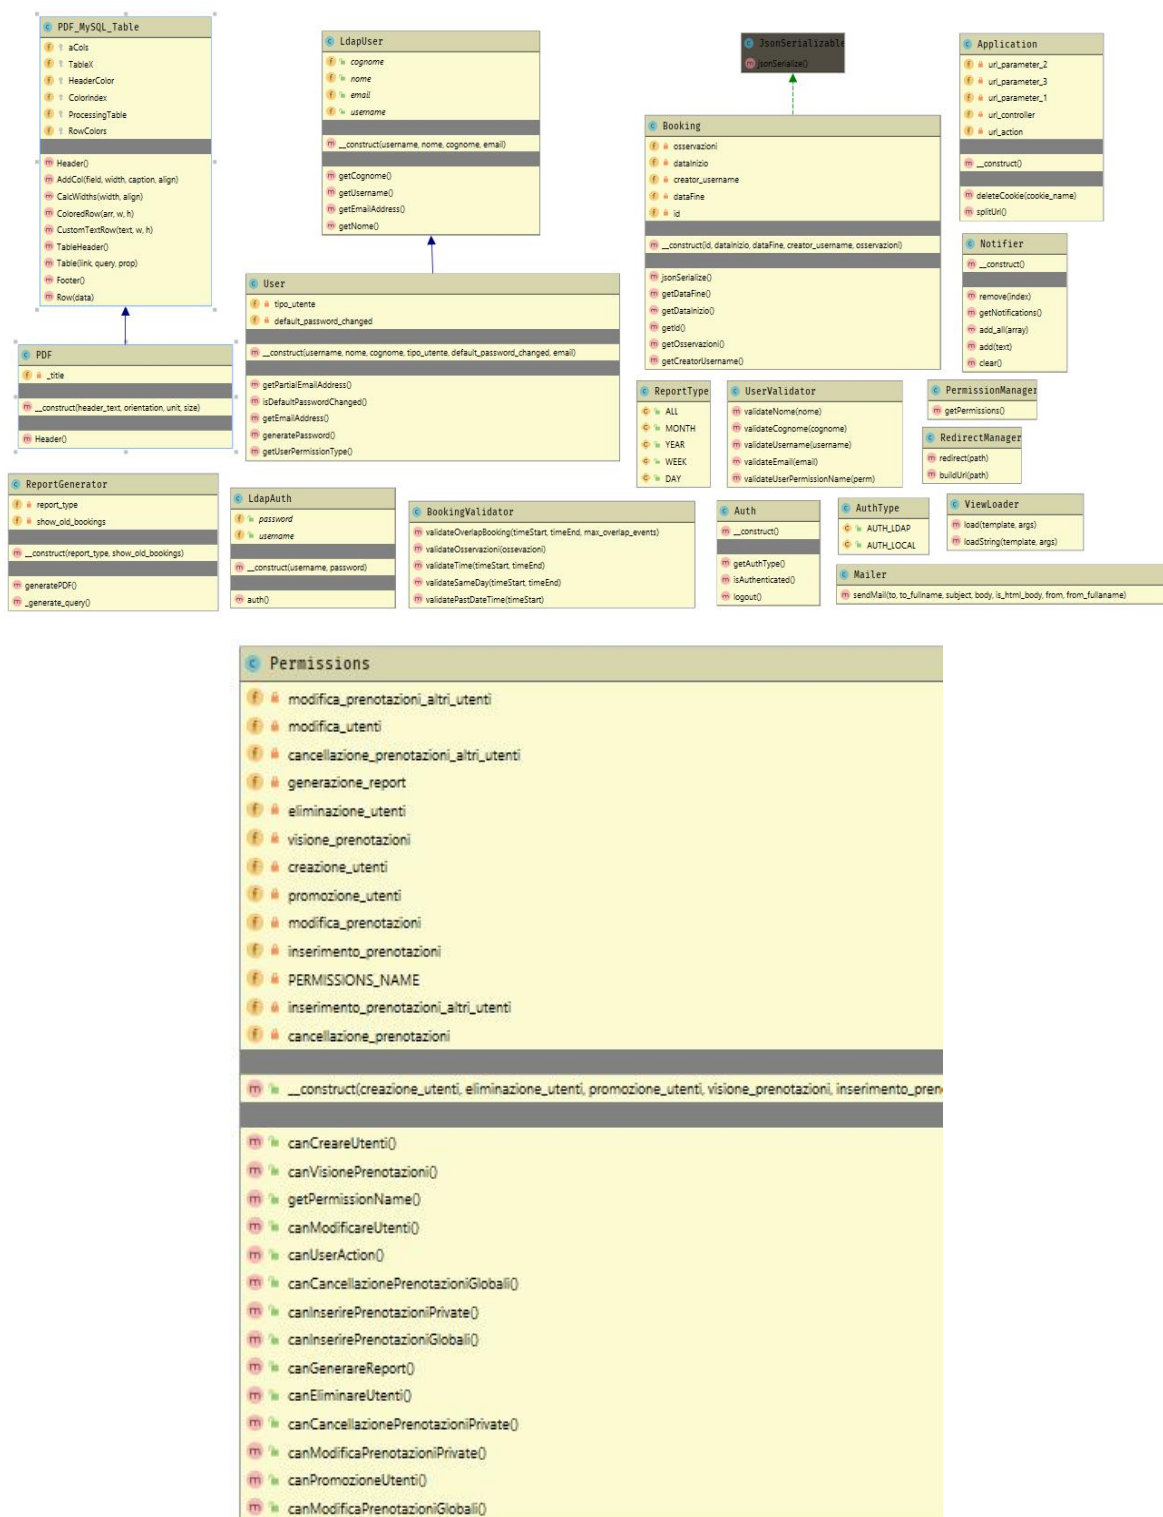 PDF_MySQL_Table
aCols
TableX
HeaderColor
ColorIndex
ProcessingTable
RowColors
Header()
AddCol(field, width, caption, align)
CalcWidths(width, align)
ColoredRow(arr, w, h)
CustomTextRow(text, w, h)
TableHeader()
Table(link, query, prop)
Footer()
Row(data)
PDF
_title
__construct(header_text, orientation, unit, size)
Header()
LdapUser
cognome
nome
email
username
__construct(username, nome, cognome, email)
getCognome()
getUsername()
getEmailAddress()
getNome()
User
tipo_utente
default_password_changed
__construct(username, nome, cognome, tipo_utente, default_password_changed, email)
getPartialEmailAddress()
isDefaultPasswordChanged()
getEmailAddress()
generatePassword()
getUserPermissionType()
JsonSerializable
jsonSerialize()
Booking
osservazioni
dataInizio
creator_username
dataFine
id
__construct(id, dataInizio, dataFine, creator_username, osservazioni)
jsonSerialize()
getDataFine()
getDataInizio()
getId()
getOsservazioni()
getCreatorUsername()
Application
url_parameter_2
url_parameter_3
url_parameter_1
url_controller
url_action
__construct()
deleteCookie(cookie_name)
splitUrl()
Notifier
__construct()
remove(index)
getNotifications()
add_all(array)
add(text)
clear()
ReportType
ALL
MONTH
YEAR
WEEK
DAY
UserValidator
validateNome(nome)
validateCognome(cognome)
validateUsername(username)
validateEmail(email)
validateUserPermissionName(perm)
PermissionManager
getPermissions()
RedirectManager
redirect(path)
buildUrl(path)
ReportGenerator
report_type
show_old_bookings
__construct(report_type, show_old_bookings)
generatePDF()
_generate_query()
LdapAuth
password
username
__construct(username, password)
auth()
BookingValidator
validateOverlapBooking(timeStart, timeEnd, max_overlap_events)
validateOsservazioni(ossevazioni)
validateTime(timeStart, timeEnd)
validateSameDay(timeStart, timeEnd)
validatePastDateTime(timeStart)
Auth
__construct()
getAuthType()
isAuthenticated()
logout()
AuthType
AUTH_LDAP
AUTH_LOCAL
ViewLoader
load(template, args)
loadString(template, args)
Mailer
sendMail(to, to_fullname, subject, body, is_html_body, from, from_fullaname)
Permissions
modifica_prenotazioni_altri_utenti
modifica_utenti
cancellazione_prenotazioni_altri_utenti
generazione_report
eliminazione_utenti
visione_prenotazioni
creazione_utenti
promozione_utenti
modifica_prenotazioni
inserimento_prenotazioni
PERMISSIONS_NAME
inserimento_prenotazioni_altri_utenti
cancellazione_prenotazioni
__construct(creazione_utenti, eliminazione_utenti, promozione_utenti, visione_prenotazioni, inserimento_pren
canCreareUtenti()
canVisionePrenotazioni()
getPermissionName()
canModificareUtenti()
canUserAction()
canCancellazionePrenotazioniGlobali()
canInserirePrenotazioniPrivate()
canInserirePrenotazioniGlobali()
canGenerareReport()
canEliminareUtenti()
canCancellazionePrenotazioniPrivate()
canModificaPrenotazioniPrivate()
canPromozioneUtenti()
canModificaPrenotazioniGlobali()